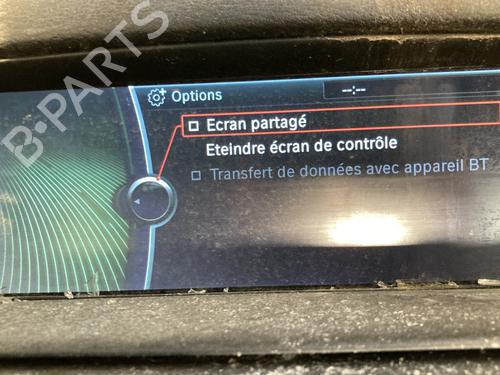 Options
--:--
Ecran partagé
Eteindre écran de contrôle
Transfert de données avec appareil BT
B-PARTS